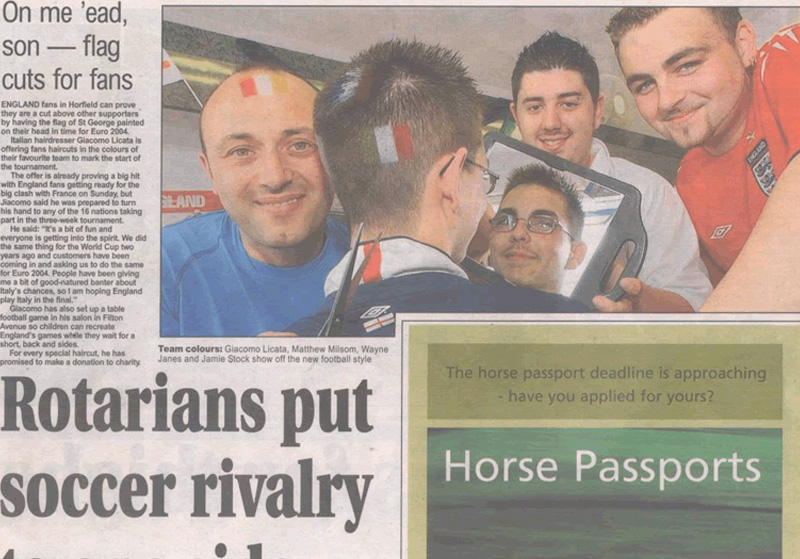 On me 'ead,
son — flag
cuts for fans
ENGLAND fans in Horfield can prove
they are a cut above other supporters
by having the flag of St George painted
on their head in time for Euro 2004.
Italian hairdresser Giacomo Licata is
offering fans haircuts in the colours of
their favourite team to mark the start of
the tournament.
The offer is already proving a big hit
with England fans getting ready for the
big clash with France on Sunday, but
Jiacomo said he was prepared to turn
his hand to any of the 16 nations taking
part in the three-week tournament.
He said: "It's a bit of fun and
everyone is getting into the spirit. We did
the same thing for the World Cup two
years ago and customers have been
coming in and asking us to do the same
for Euro 2004. People have been giving
me a bit of good-natured banter about
Italy's chances, so I am hoping England
play Italy in the final."
Giacomo has also set up a table
football game in his salon in Filton
Avenue so children can recreate
England's games while they wait for a
short, back and sides.
For every special haircut, he has
promised to make a donation to charity.
GLAND
ENGLAND
Team colours: Giacomo Licata, Matthew Milsom, Wayne
Janes and Jamie Stock show off the new football style
Rotarians put
soccer rivalry
The horse passport deadline is approaching
- have you applied for yours?
Horse Passports